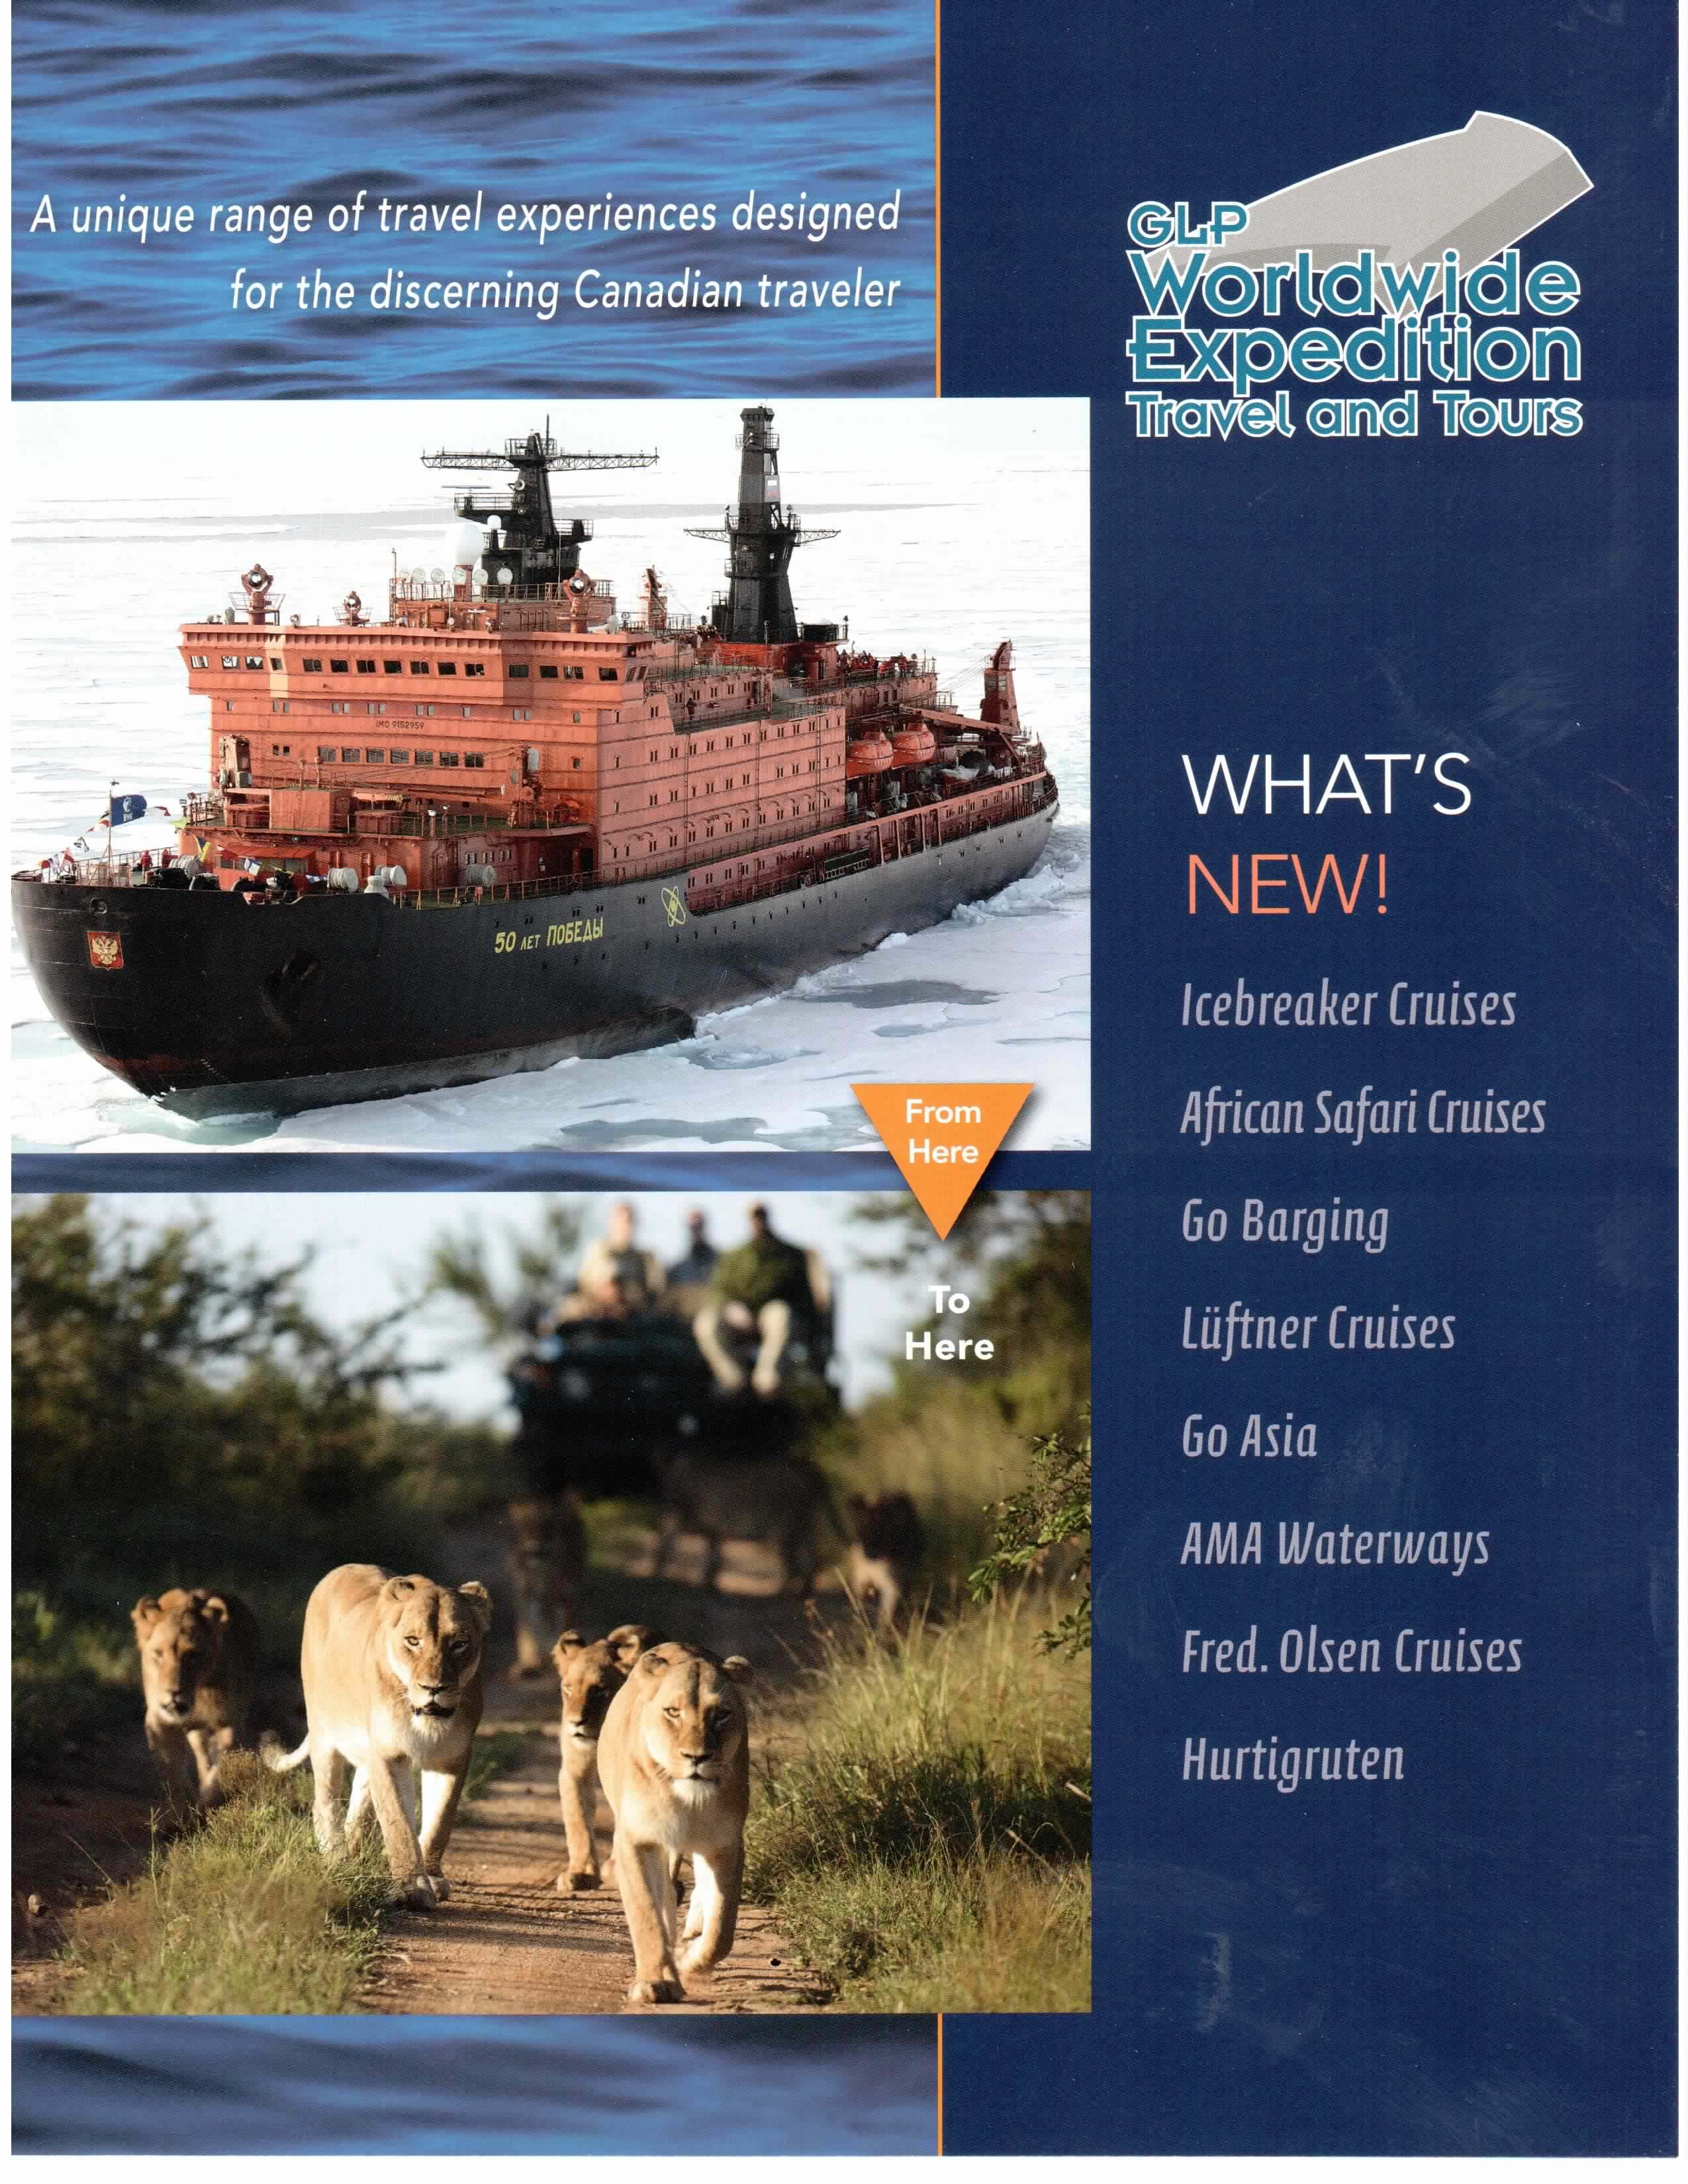 A unique range of travel experiences designed
for the discerning Canadian traveler
GLP
Worldwide
Expedition
Travel and Tours
IMO 9152959
50 ЛЕТ ПОБЕДЫ
From
Here
To
Here
WHAT'S
NEW!
Icebreaker Cruises
African Safari Cruises
Go Barging
Lüftner Cruises
Go Asia
AMA Waterways
Fred. Olsen Cruises
Hurtigruten